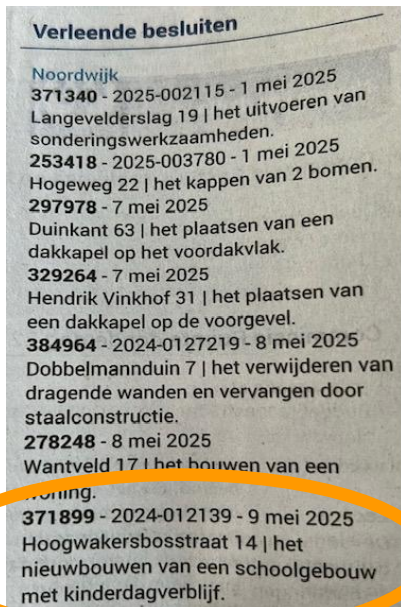 Verleende besluiten
Noordwijk
371340 - 2025-002115 - 1 mei 2025
Langevelderslag 19 | het uitvoeren van
sonderingswerkzaamheden.
253418 - 2025-003780 - 1 mei 2025
Hogeweg 22 | het kappen van 2 bomen.
297978 - 7 mei 2025
Duinkant 63 | het plaatsen van een
dakkapel op het voordakvlak.
329264 - 7 mei 2025
Hendrik Vinkhof 31 | het plaatsen van
een dakkapel op de voorgevel.
384964 - 2024-0127219 - 8 mei 2025
Dobbelmannduin 7 | het verwijderen van
dragende wanden en vervangen door
staalconstructie.
278248 - 8 mei 2025
Wantveld 17 | het bouwen van een
woning.
371899 - 2024-012139 - 9 mei 2025
Hoogwakersbosstraat 14 | het
nieuwbouwen van een schoolgebouw
met kinderdagverblijf.